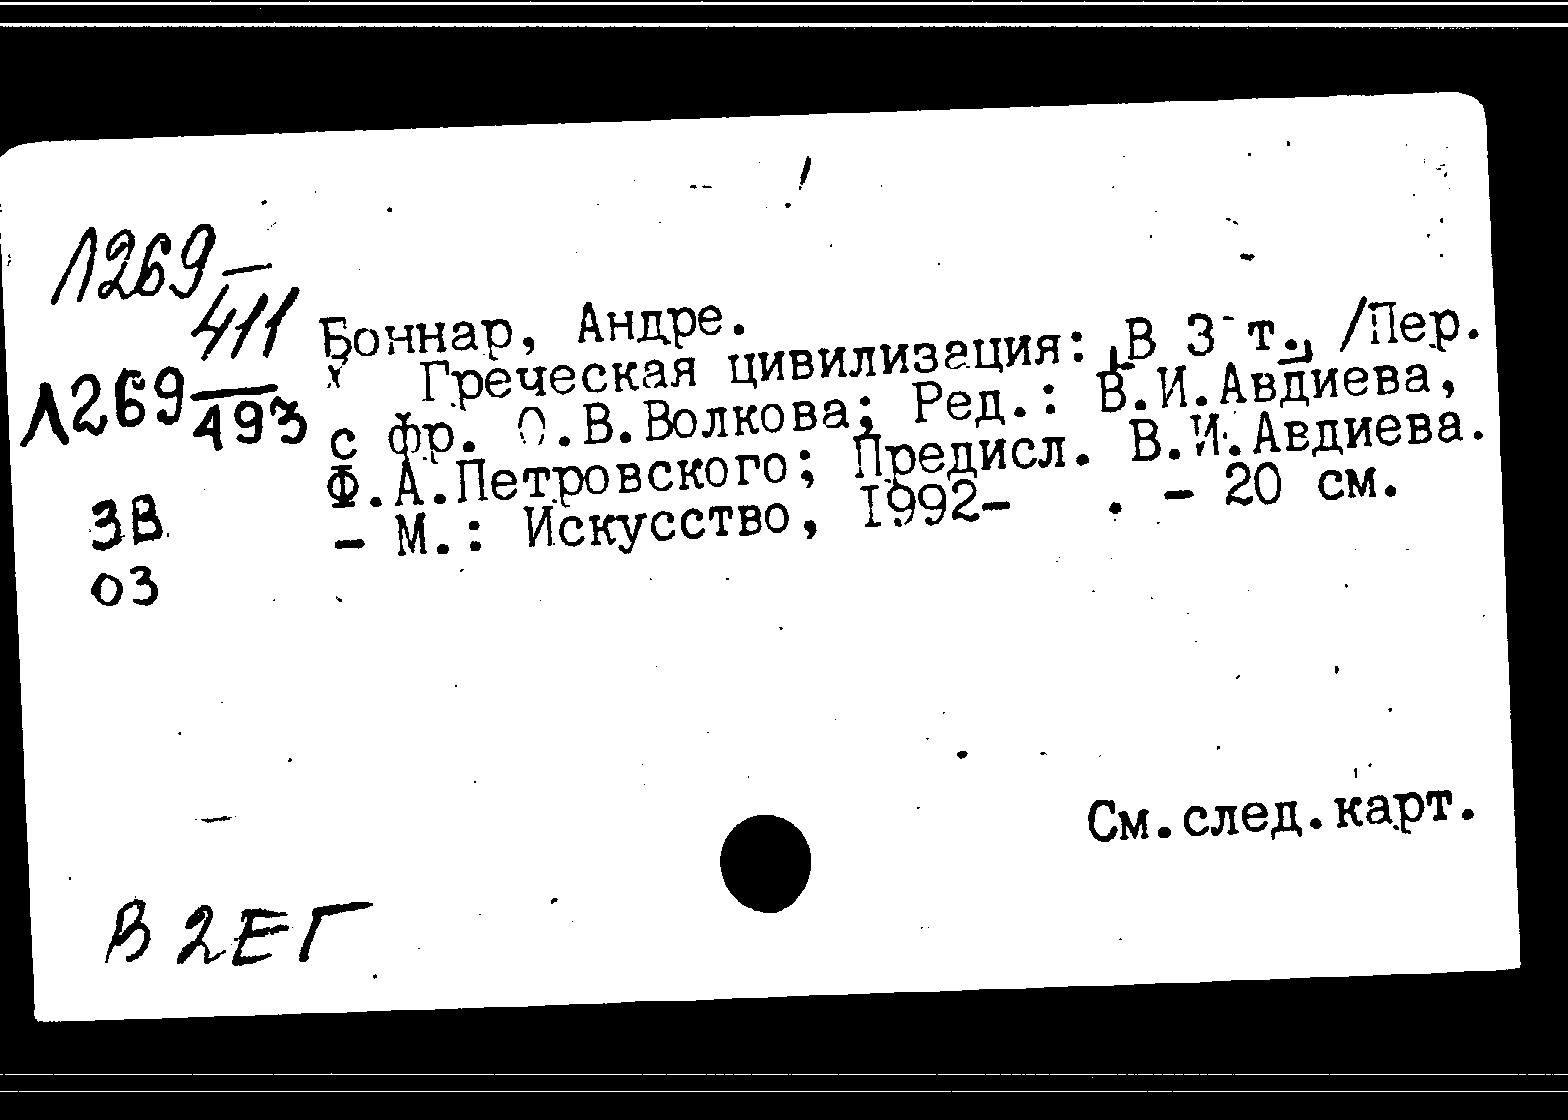 Л269-
411
Л269
493
3В
03
Боннар, Андре.
х Греческая цивилизация: В 3 т. /Пер.
с фр. О.В.Волкова; Ред.: В.И.Авдиева,
Ф.А.Петровского; Предисл. В.И.Авдиева.
- М.: Искусство, 1992- . - 20 см.
См.след.карт.
В 2ЕГ